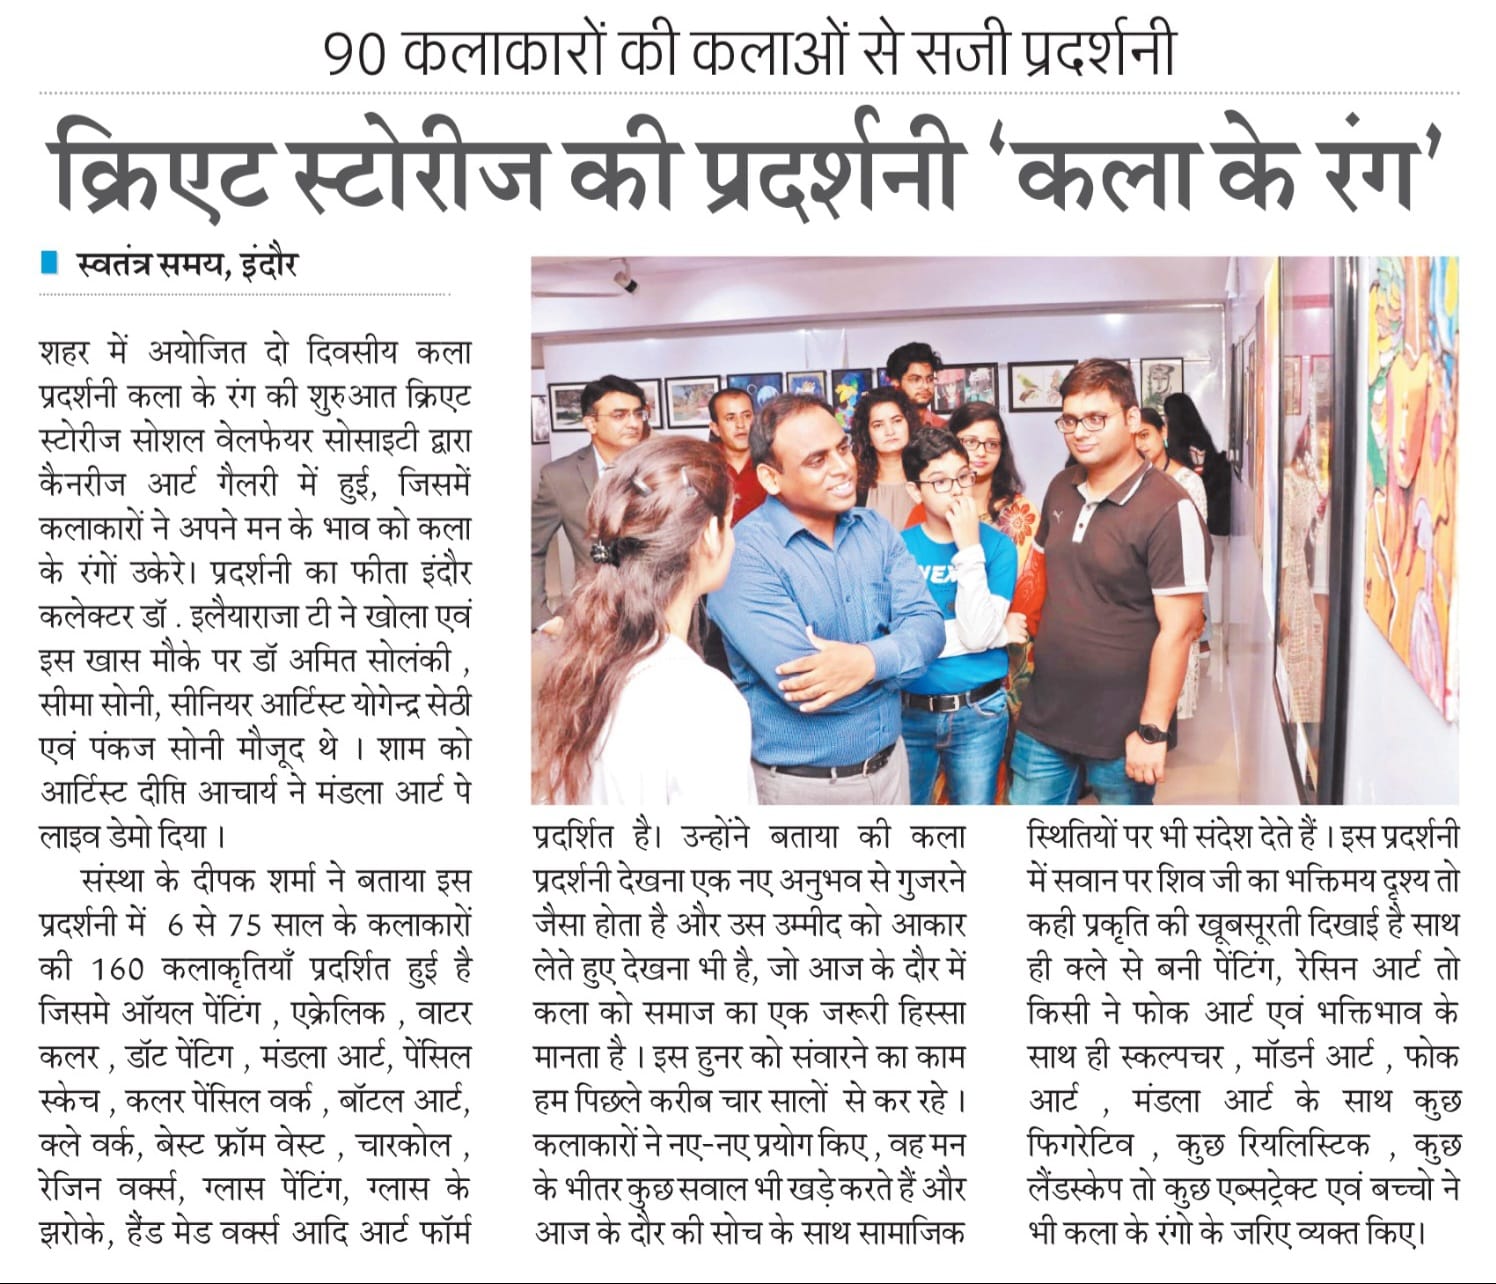 90 कलाकारों की कलाओं से सजी प्रदर्शनी
क्रिएट स्टोरीज की प्रदर्शनी ‘कला के रंग’
स्वतंत्र समय, इंदौर
शहर में अयोजित दो दिवसीय कला
प्रदर्शनी कला के रंग की शुरुआत क्रिएट
स्टोरीज सोशल वेलफेयर सोसाइटी द्वारा
कैनरीज आर्ट गैलरी में हुई, जिसमें
कलाकारों ने अपने मन के भाव को कला
के रंगों उकेरे। प्रदर्शनी का फीता इंदौर
कलेक्टर डॉ . इलैयाराजा टी ने खोला एवं
इस खास मौके पर डॉ अमित सोलंकी ,
सीमा सोनी, सीनियर आर्टिस्ट योगेन्द्र सेठी
एवं पंकज सोनी मौजूद थे । शाम को
आर्टिस्ट दीप्ति आचार्य ने मंडला आर्ट पे
लाइव डेमो दिया ।
संस्था के दीपक शर्मा ने बताया इस
प्रदर्शनी में 6 से 75 साल के कलाकारों
की 160 कलाकृतियाँ प्रदर्शित हुई है
जिसमे ऑयल पेंटिंग , एक्रेलिक , वाटर
कलर , डॉट पेंटिग , मंडला आर्ट, पेंसिल
स्केच , कलर पेंसिल वर्क , बॉटल आर्ट,
क्ले वर्क, बेस्ट फ्रॉम वेस्ट , चारकोल ,
रेजिन वर्क्स, ग्लास पेंटिंग, ग्लास के
झरोके, हैंड मेड वर्क्स आदि आर्ट फॉर्म
NEX
प्रदर्शित है। उन्होंने बताया की कला
प्रदर्शनी देखना एक नए अनुभव से गुजरने
जैसा होता है और उस उम्मीद को आकार
लेते हुए देखना भी है, जो आज के दौर में
कला को समाज का एक जरूरी हिस्सा
मानता है । इस हुनर को संवारने का काम
हम पिछले करीब चार सालों से कर रहे ।
कलाकारों ने नए-नए प्रयोग किए , वह मन
के भीतर कुछ सवाल भी खड़े करते हैं और
आज के दौर की सोच के साथ सामाजिक
स्थितियों पर भी संदेश देते हैं । इस प्रदर्शनी
में सवान पर शिव जी का भक्तिमय दृश्य तो
कही प्रकृति की खूबसूरती दिखाई है साथ
ही क्ले से बनी पेंटिंग, रेसिन आर्ट तो
किसी ने फोक आर्ट एवं भक्तिभाव के
साथ ही स्कल्पचर , मॉडर्न आर्ट , फोक
आर्ट , मंडला आर्ट के साथ कुछ
फिगरेटिव , कुछ रियलिस्टिक , कुछ
लैंडस्केप तो कुछ एब्सट्रेक्ट एवं बच्चो ने
भी कला के रंगो के जरिए व्यक्त किए।